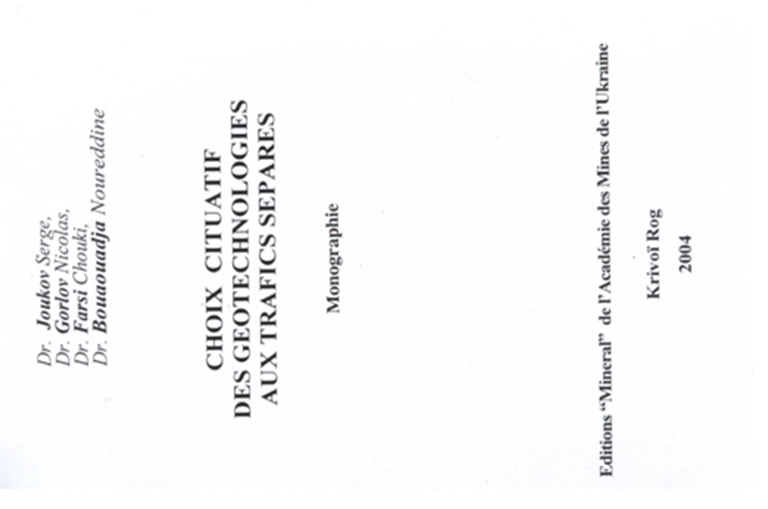 Dr. Joukov Serge,
Dr. Gorlov Nicolas,
Dr. Farsi Chouki,
Dr. Bouaouadja Noureddine
CHOIX CITUATIF
DES GEOTECHNOLOGIES
AUX TRAFICS SEPARES
Monographie
Editions “Mineral” de l’Académie des Mines de l’Ukraine
Krivoï Rog
2004